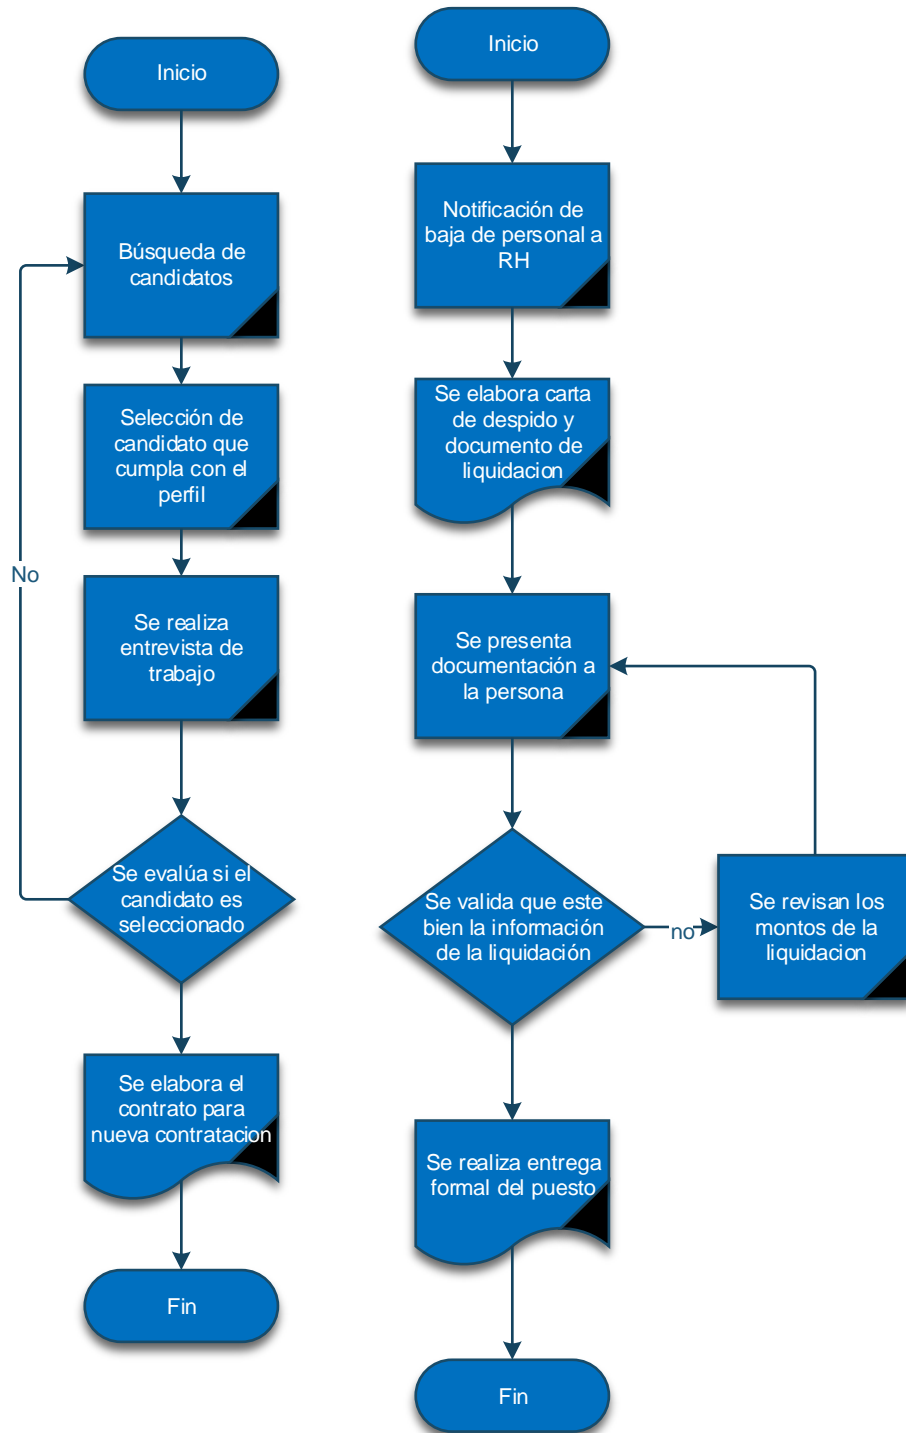 Inicio
Búsqueda de
candidatos
Selección de
candidato que
cumpla con el
perfil
No
Se realiza
entrevista de
trabajo
Se evalúa si el
candidato es
seleccionado
Se elabora el
contrato para
nueva contratacion
Fin
Inicio
Notificación de
baja de personal a
RH
Se elabora carta
de despido y
documento de
liquidacion
Se presenta
documentación a
la persona
Se valida que este
bien la información
de la liquidación
no
Se revisan los
montos de la
liquidacion
Se realiza entrega
formal del puesto
Fin